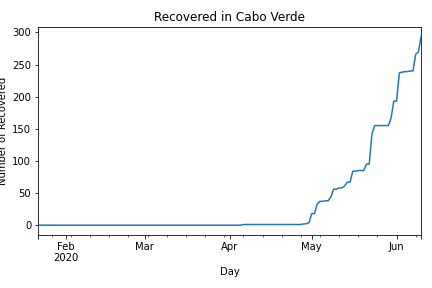 Recovered in Cabo Verde
300
250
200
150
100
50
0
Number of Recovered
Feb
2020
Mar
Apr
May
Jun
Day